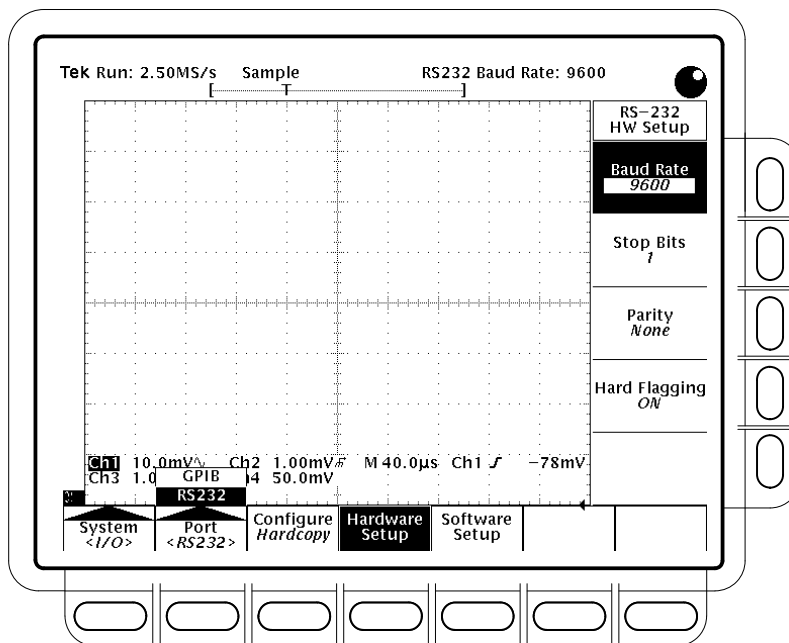 Tek Run: 2.50MS/s Sample RS232 Baud Rate: 9600
[ T ]
RS-232
HW Setup
Baud Rate
9600
Stop Bits
1
Parity
None
Hard Flagging
ON
Ch1 10.0mV Ch2 1.00mV M 40.0µs Ch1 -78mV
Ch3 1.0 h4 50.0mV
GPIB
RS232
System
<I/O>
Port
<RS232>
Configure
Hardcopy
Hardware
Setup
Software
Setup